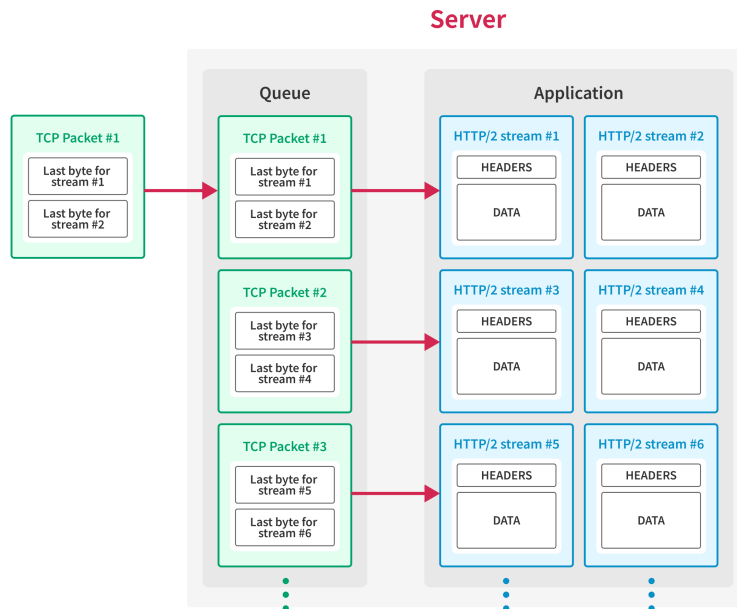 Server
Queue
Application
TCP Packet #1
Last byte for
stream #1
Last byte for
stream #2
TCP Packet #1
Last byte for
stream #1
Last byte for
stream #2
HTTP/2 stream #1
HEADERS
DATA
HTTP/2 stream #2
HEADERS
DATA
TCP Packet #2
Last byte for
stream #3
Last byte for
stream #4
HTTP/2 stream #3
HEADERS
DATA
HTTP/2 stream #4
HEADERS
DATA
TCP Packet #3
Last byte for
stream #5
Last byte for
stream #6
HTTP/2 stream #5
HEADERS
DATA
HTTP/2 stream #6
HEADERS
DATA